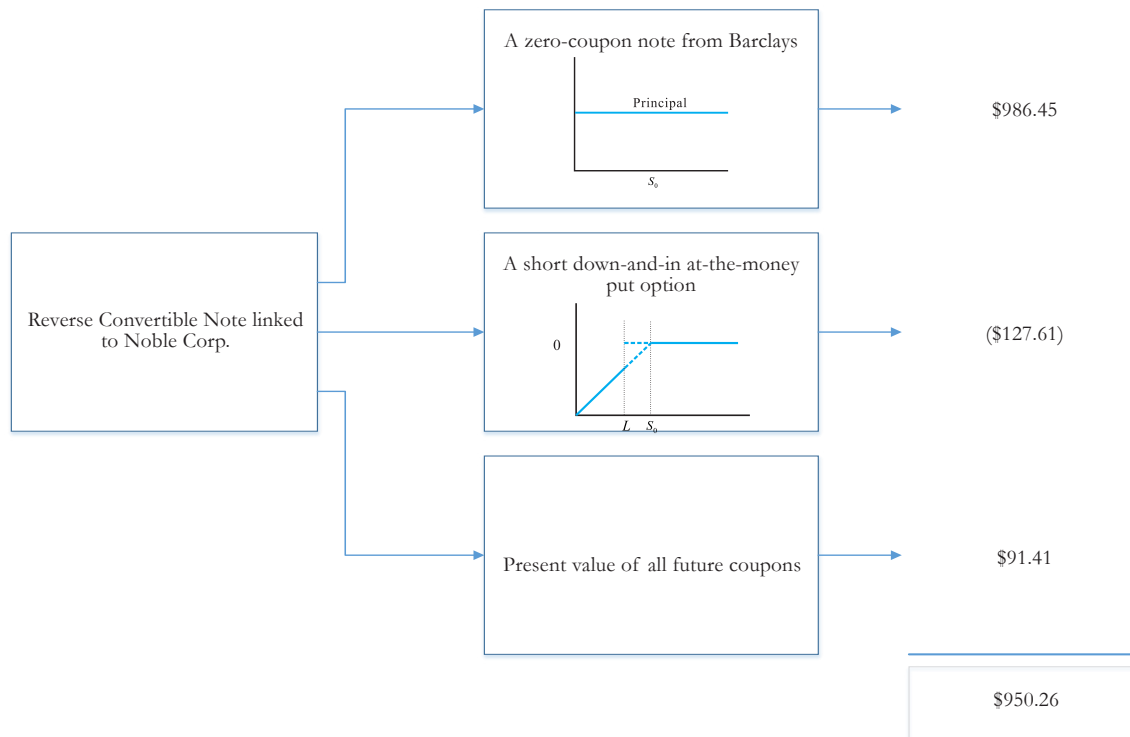 A zero-coupon note from Barclays
Principal
S₀
$986.45
Reverse Convertible Note linked
to Noble Corp.
A short down-and-in at-the-money
put option
0
L S₀
($127.61)
Present value of all future coupons
$91.41
$950.26